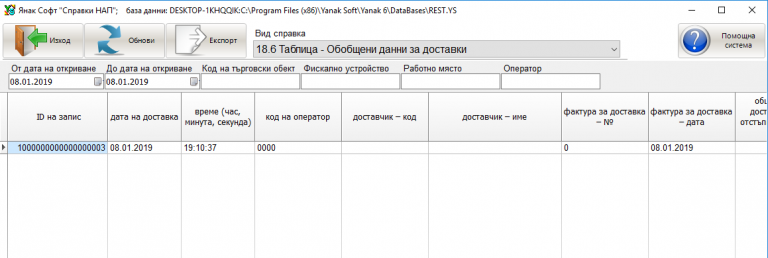 Янак Софт "Справки НАП"; база данни: DESKTOP-1KHQQIK:C:\Program Files (x86)\Yanak Soft\Yanak 6\DataBases\REST.YS
Изход
Обнови
Експорт
Вид справка
18.6 Таблица - Обобщени данни за доставки
Помощна
система
От дата на откриване До дата на откриване Код на търговски обект Фискално устройство Работно място Оператор
08.01.2019 08.01.2019
ID на запис
дата на доставка
време (час,
минута, секунда)
код на оператор
доставчик – код
доставчик – име
фактура за доставка
– №
фактура за доставка
– дата
общ
дост
отстъп
1000000000000000003 08.01.2019 19:10:37 0000 0 08.01.2019